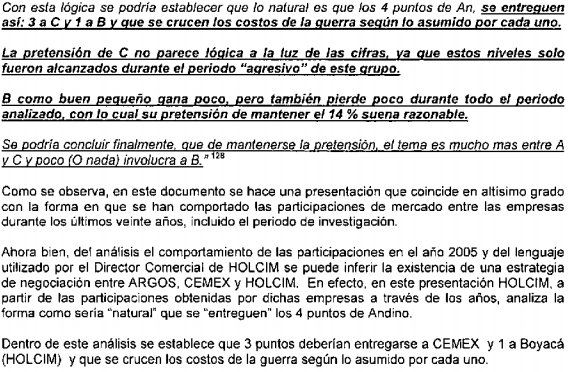 Con esta lógica se podría establecer que lo natural es que los 4 puntos de An, se entreguen
así: 3 a C y 1 a B y que se crucen los costos de la guerra según lo asumido por cada uno.
La pretensión de C no parece lógica a la luz de las cifras, ya que estos niveles solo
fueron alcanzados durante el periodo "agresivo" de este grupo.
B como buen pequeño gana poco, pero también pierde poco durante todo el periodo
analizado, con lo cual su pretensión de mantener el 14 % suena razonable.
Se podría concluir finalmente, que de mantenerse la pretensión, el tema es mucho mas entre A
y C y poco (O nada) involucra a B." 128
Como se observa, en este documento se hace una presentación que coincide en altísimo grado
con la forma en que se han comportado las participaciones de mercado entre las empresas
durante los últimos veinte años, incluido el periodo de investigación.
Ahora bien, del análisis el comportamiento de las participaciones en el año 2005 y del lenguaje
utilizado por el Director Comercial de HOLCIM se puede inferir la existencia de una estrategia
de negociación entre ARGOS, CEMEX y HOLCIM. En efecto, en este presentación HOLCIM, a
partir de las participaciones obtenidas por dichas empresas a través de los años, analiza la
forma como sería "natural" que se "entreguen" los 4 puntos de Andino.
Dentro de este análisis se establece que 3 puntos deberían entregarse a CEMEX y 1 a Boyacá
(HOLCIM) y que se crucen los costos de la guerra según lo asumido por cada uno.